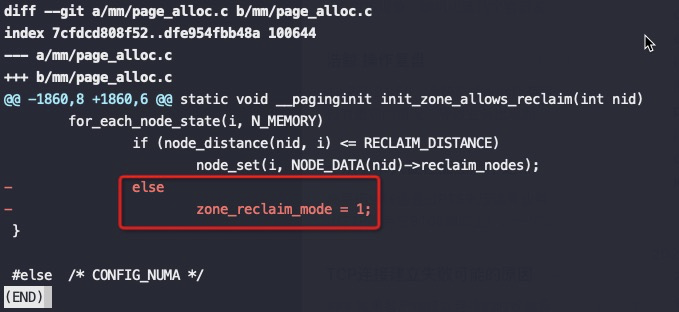 diff --git a/mm/page_alloc.c b/mm/page_alloc.c
index 7cfdcd808f52..dfe954fbb48a 100644
--- a/mm/page_alloc.c
+++ b/mm/page_alloc.c
@@ -1860,8 +1860,6 @@ static void __paginginit init_zone_allows_reclaim(int nid)
        for_each_node_state(i, N_MEMORY)
                if (node_distance(nid, i) <= RECLAIM_DISTANCE)
                        node_set(i, NODE_DATA(nid)->reclaim_nodes);
-               else
-                       zone_reclaim_mode = 1;
 }
 #else  /* CONFIG_NUMA */
(END)